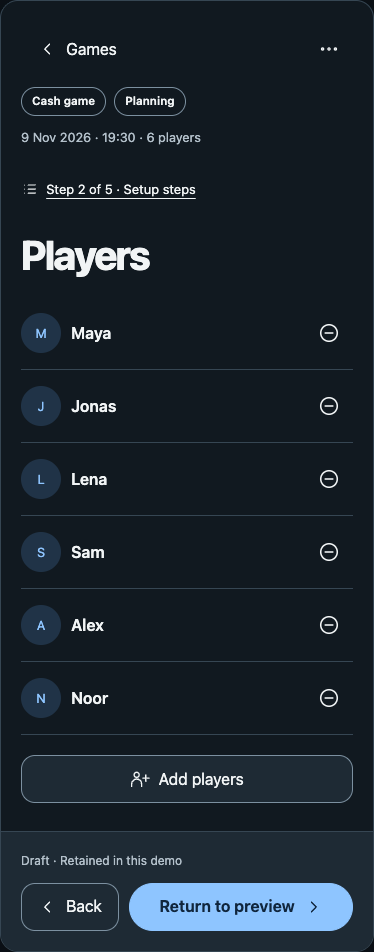 Games
Cash game
Planning
9 Nov 2026 · 19:30 · 6 players
Step 2 of 5 · Setup steps
Players
M
Maya
J
Jonas
L
Lena
S
Sam
A
Alex
N
Noor
Add players
Draft · Retained in this demo
Back
Return to preview